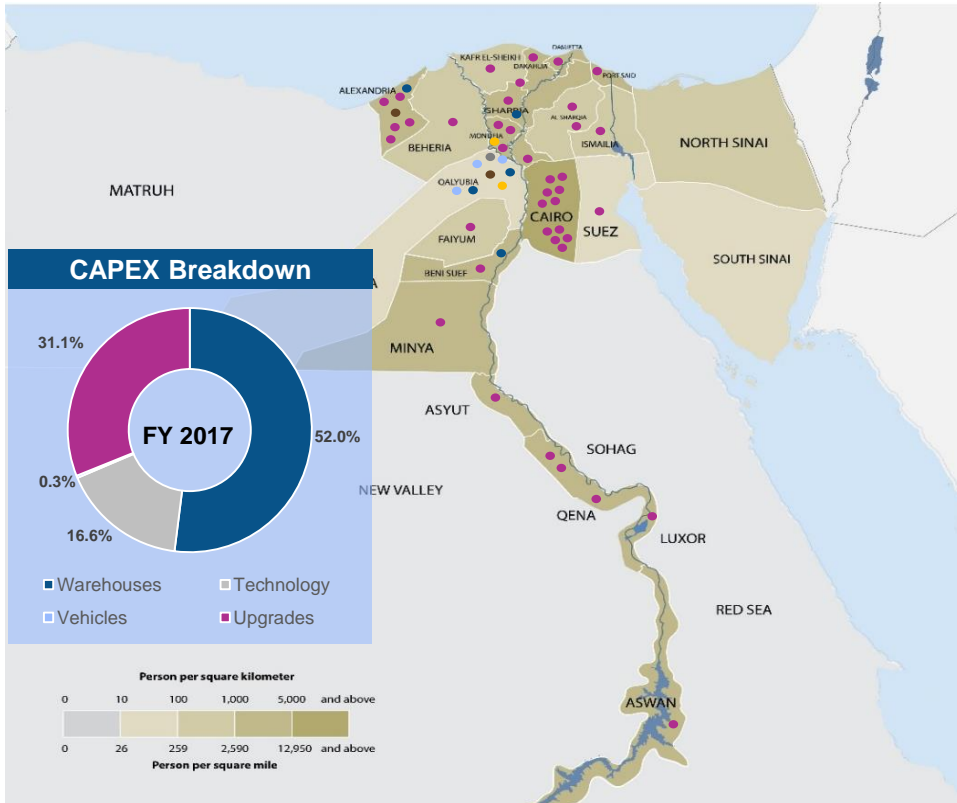 DAMIETTA
KAFR EL-SHEIKH
DAKAHLIA
PORT SAID
ALEXANDRIA
GHARBIA
AL SHARQIA
MONUFIA
ISMAILIA
BEHERIA
NORTH SINAI
MATRUH
QALYUBIA
CAIRO
SUEZ
FAIYUM
SOUTH SINAI
BENI SUEF
A
CAPEX Breakdown
31.1%
FY 2017
52.0%
0.3%
16.6%
Warehouses
Technology
Vehicles
Upgrades
MINYA
ASYUT
SOHAG
NEW VALLEY
QENA
LUXOR
RED SEA
ASWAN
Person per square kilometer
0 10 100 1,000 5,000 and above
0 26 259 2,590 12,950 and above
Person per square mile